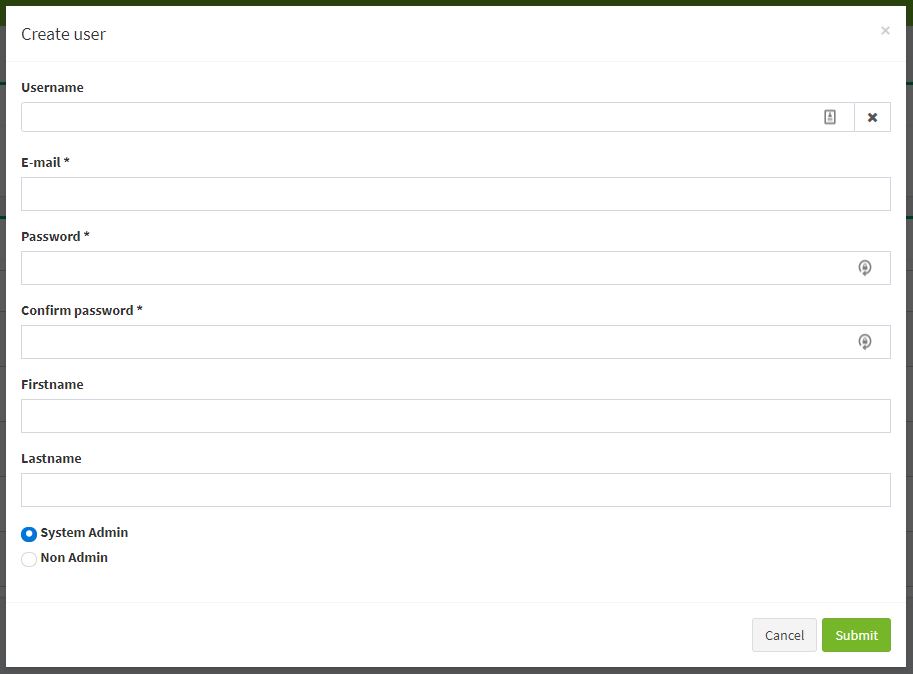 Create user
Username
E-mail *
Password *
Confirm password *
Firstname
Lastname
System Admin
Non Admin
Cancel Submit